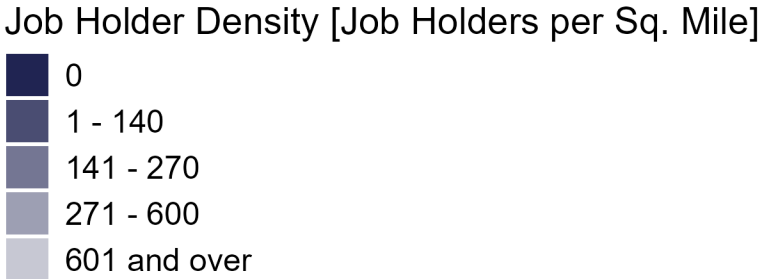 Job Holder Density [Job Holders per Sq. Mile]
0
1 - 140
141 - 270
271 - 600
601 and over